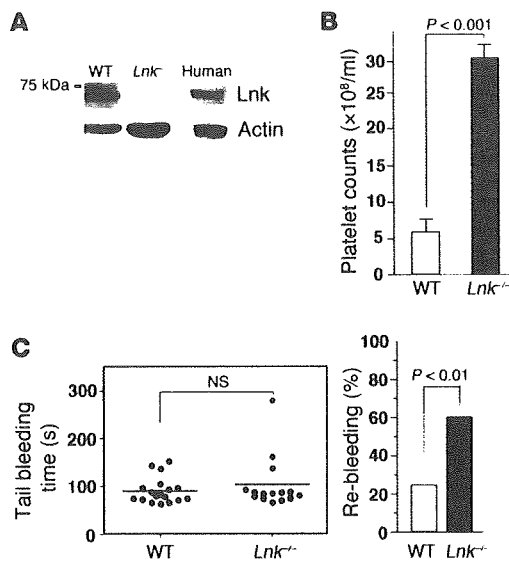 A
WT Lnk⁻ Human
75 kDa
Lnk
Actin
B
P < 0.001
Platelet counts (×10⁸/ml)
30
25
20
15
10
5
0
WT Lnk⁻/⁻
C
NS
Tail bleeding time (s)
300
200
100
0
WT Lnk⁻/⁻
P < 0.01
Re-bleeding (%)
100
80
60
40
20
0
WT Lnk⁻/⁻